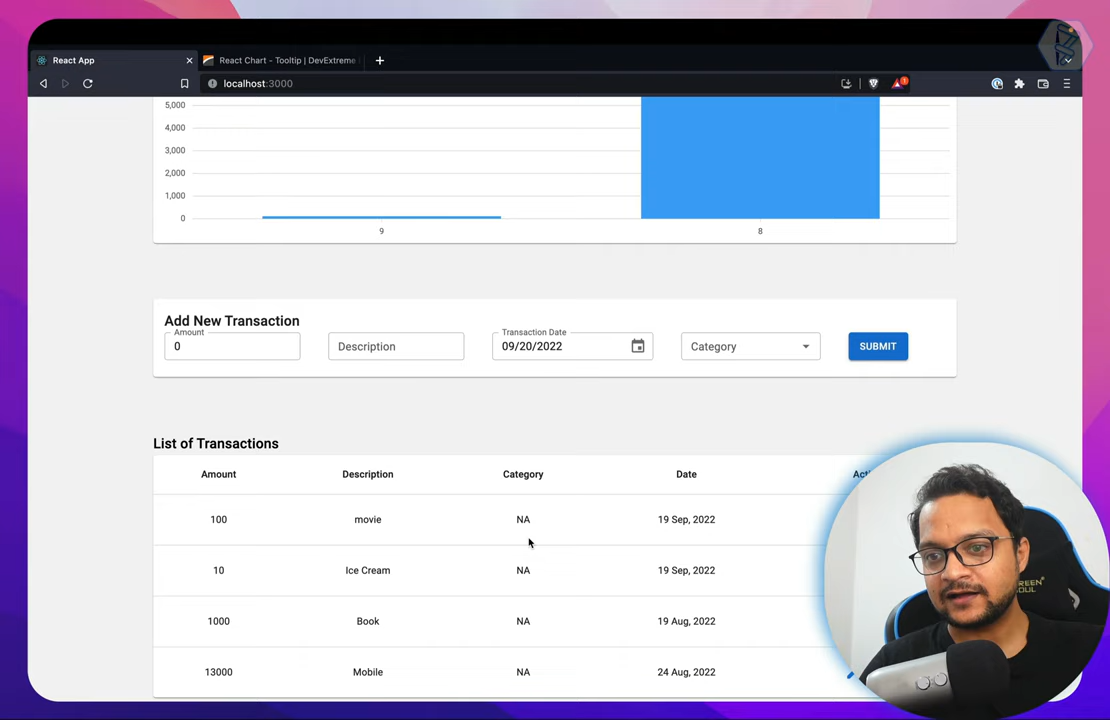 React App
React Chart - Tooltip | DevExtreme
localhost:3000
1
5,000
4,000
3,000
2,000
1,000
0
9
8
Add New Transaction
Amount
0
Description
Transaction Date
09/20/2022
Category
SUBMIT
List of Transactions
Amount Description Category Date
100 movie NA 19 Sep, 2022
10 Ice Cream NA 19 Sep, 2022
1000 Book NA 19 Aug, 2022
13000 Mobile NA 24 Aug, 2022